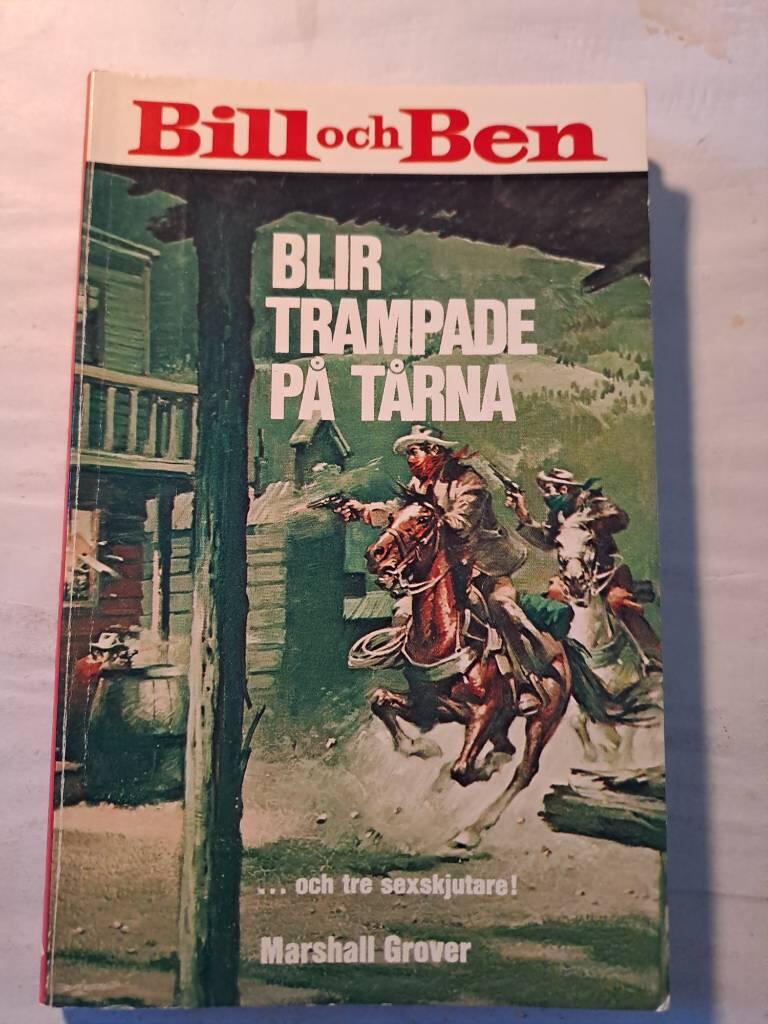 Bill och Ben
BLIR
TRAMPADE
PÅ TÅRNA
... och tre sexskjutare!
Marshall Grover